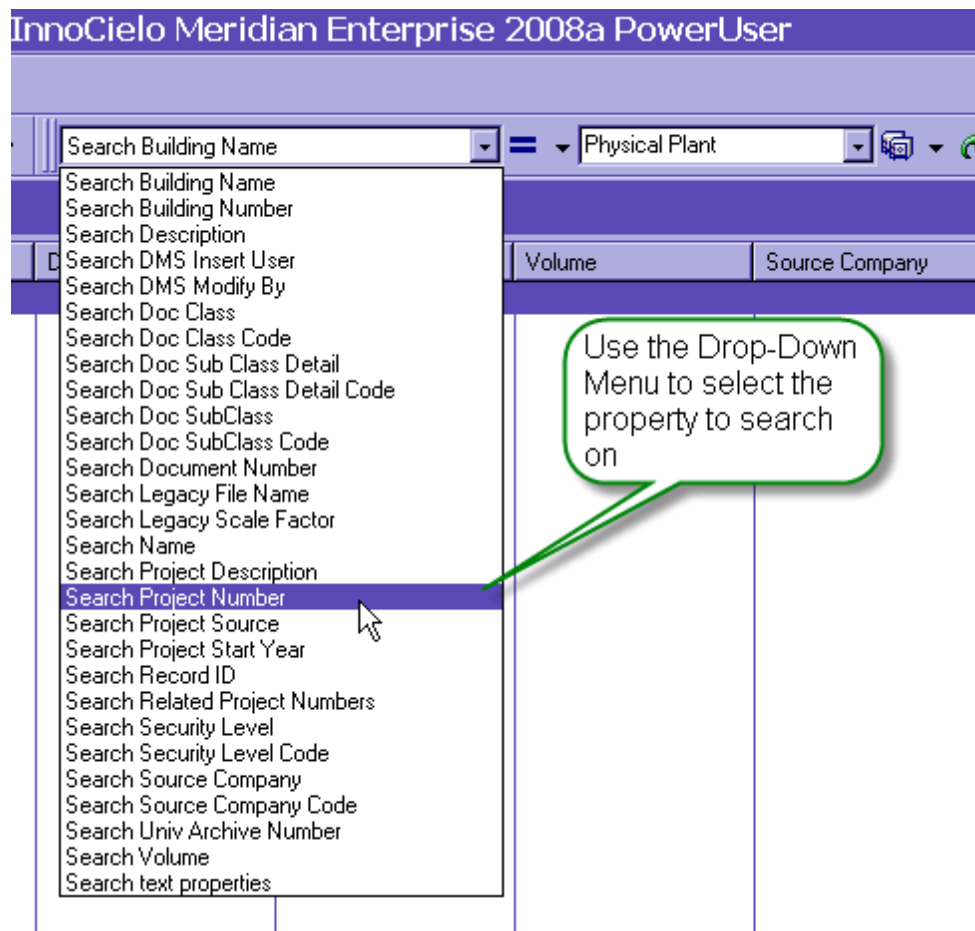 InnoCielo Meridian Enterprise 2008a PowerUser
Search Building Name
Physical Plant
Search Building Name
Search Building Number
Search Description
D
Search DMS Insert User
Volume
Source Company
Search DMS Modify By
Search Doc Class
Search Doc Class Code
Search Doc Sub Class Detail
Search Doc Sub Class Detail Code
Search Doc SubClass
Search Doc SubClass Code
Search Document Number
Search Legacy File Name
Search Legacy Scale Factor
Search Name
Search Project Description
Search Project Number
Search Project Source
Search Project Start Year
Search Record ID
Search Related Project Numbers
Search Security Level
Search Security Level Code
Search Source Company
Search Source Company Code
Search Univ Archive Number
Search Volume
Search text properties
Use the Drop-Down
Menu to select the
property to search
on